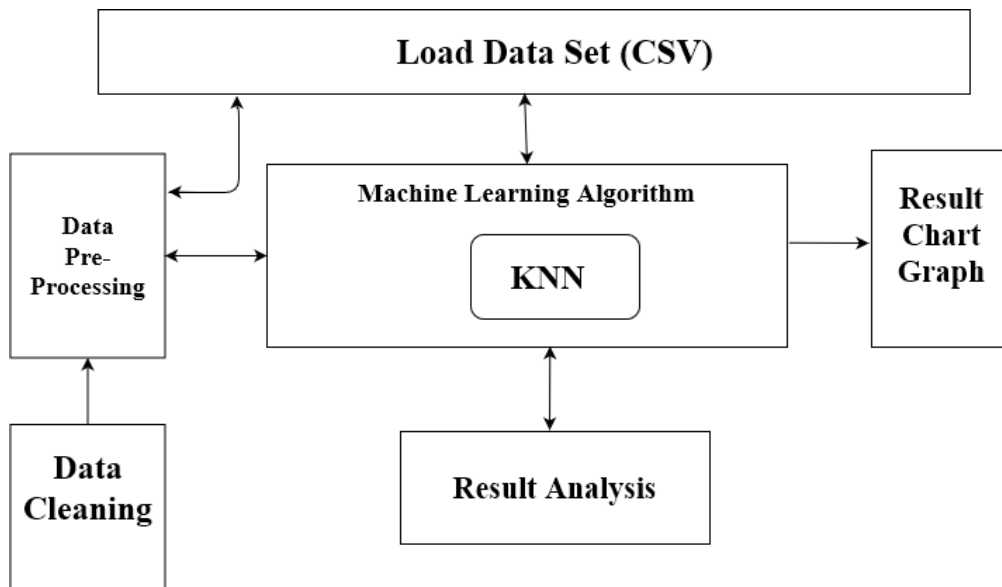 Load Data Set (CSV)
Data
Pre-
Processing
Machine Learning Algorithm
KNN
Result
Chart
Graph
Data
Cleaning
Result Analysis